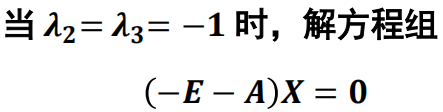 当 λ₂= λ₃= −1 时，解方程组
(−E − A)X = 0